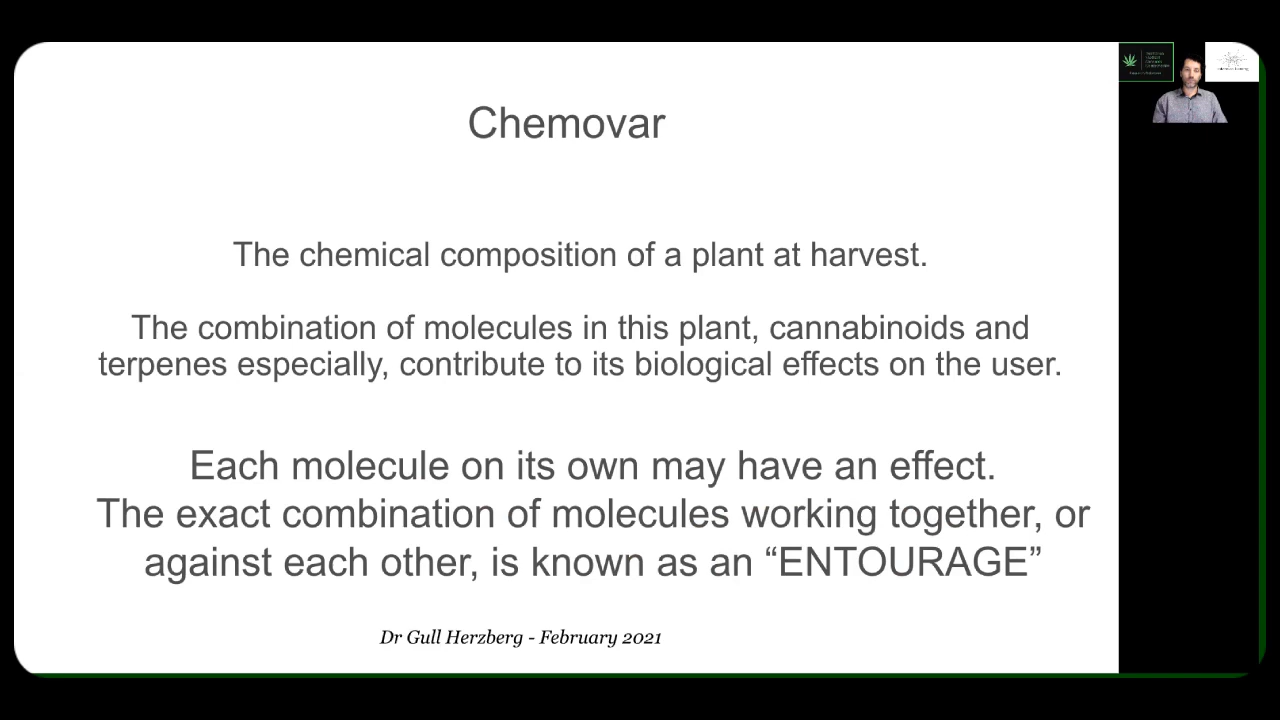 Chemovar
The chemical composition of a plant at harvest.
The combination of molecules in this plant, cannabinoids and
terpenes especially, contribute to its biological effects on the user.
Each molecule on its own may have an effect.
The exact combination of molecules working together, or
against each other, is known as an “ENTOURAGE”
Dr Gull Herzberg - February 2021